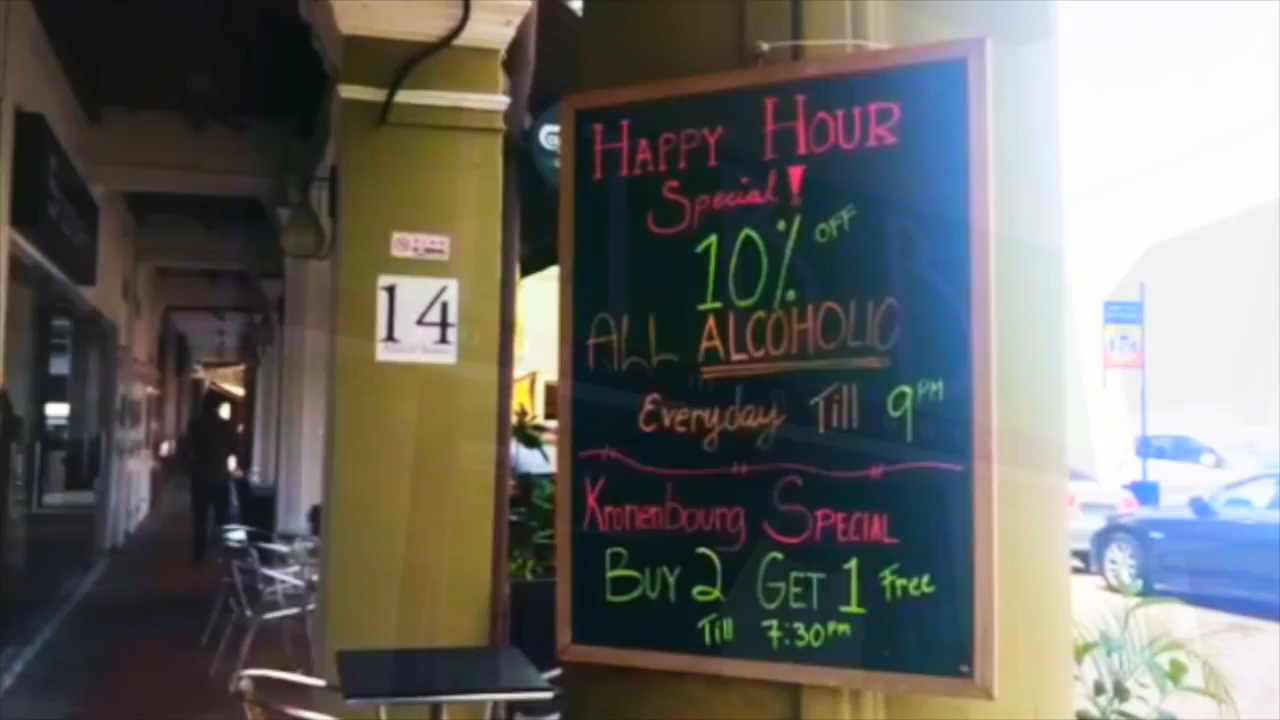 HAPPY HOUR
Special!
10% OFF
ALL ALCOHOLIC
Everyday Till 9PM
Kronenboung SPECIAL
BUY 2 GET 1 Free
Till 7:30PM
14